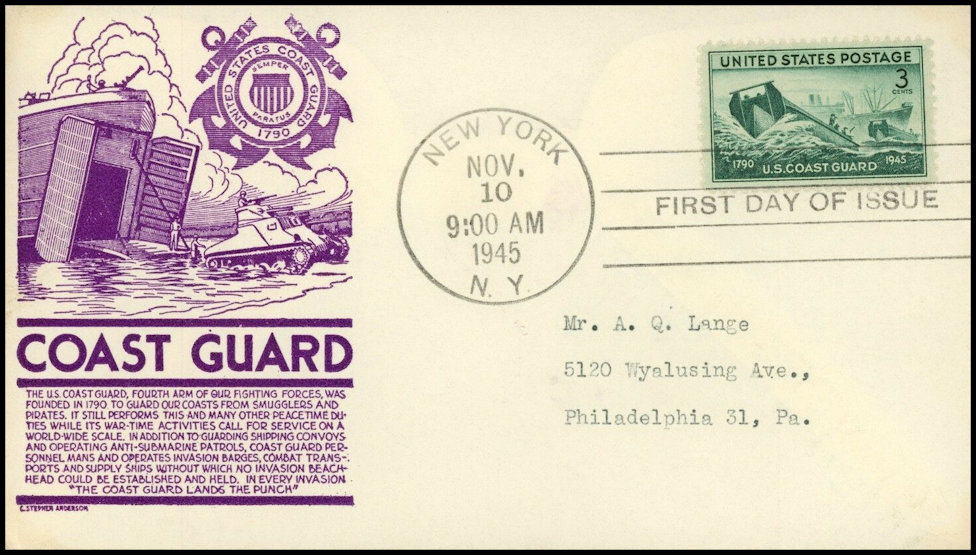 UNITED STATES COAST GUARD
SEMPER
PARATUS
1790
COAST GUARD
THE U.S. COAST GUARD, FOURTH ARM OF OUR FIGHTING FORCES, WAS
FOUNDED IN 1790 TO GUARD OUR COASTS FROM SMUGGLERS AND
PIRATES. IT STILL PERFORMS THIS AND MANY OTHER PEACETIME DU-
TIES WHILE ITS WAR-TIME ACTIVITIES CALL FOR SERVICE ON A
WORLD-WIDE SCALE. IN ADDITION TO GUARDING SHIPPING CONVOYS
AND OPERATING ANTI-SUBMARINE PATROLS, COAST GUARD PER-
SONNEL MANS AND OPERATES INVASION BARGES, COMBAT TRANS-
PORTS AND SUPPLY SHIPS WITHOUT WHICH NO INVASION BEACH-
HEAD COULD BE ESTABLISHED AND HELD. IN EVERY INVASION
"THE COAST GUARD LANDS THE PUNCH"
C. STEPHEN ANDERSON
NEW YORK
NOV.
10
9:00 AM
1945
N. Y.
UNITED STATES POSTAGE
3
CENTS
1790 U.S. COAST GUARD 1945
FIRST DAY OF ISSUE
Mr. A. Q. Lange
5120 Wyalusing Ave.,
Philadelphia 31, Pa.